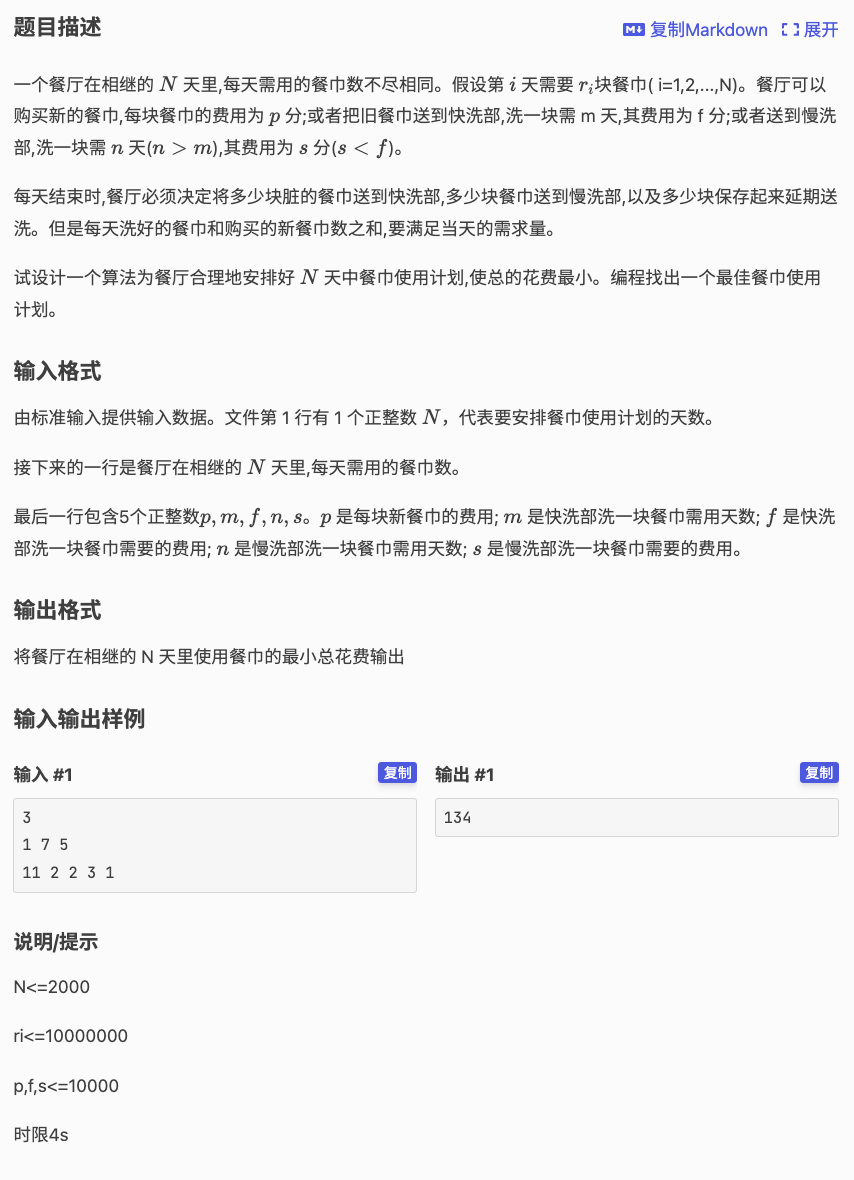 题目描述
复制Markdown 展开
一个餐厅在相继的 N 天里,每天需用的餐巾数不尽相同。假设第 i 天需要 rᵢ块餐巾( i=1,2,...,N)。餐厅可以
购买新的餐巾,每块餐巾的费用为 p 分;或者把旧餐巾送到快洗部,洗一块需 m 天,其费用为 f 分;或者送到慢洗
部,洗一块需 n 天(n > m),其费用为 s 分(s < f)。
每天结束时,餐厅必须决定将多少块脏的餐巾送到快洗部,多少块餐巾送到慢洗部,以及多少块保存起来延期送
洗。但是每天洗好的餐巾和购买的新餐巾数之和,要满足当天的需求量。
试设计一个算法为餐厅合理地安排好 N 天中餐巾使用计划,使总的花费最小。编程找出一个最佳餐巾使用
计划。
输入格式
由标准输入提供输入数据。文件第 1 行有 1 个正整数 N，代表要安排餐巾使用计划的天数。
接下来的一行是餐厅在相继的 N 天里,每天需用的餐巾数。
最后一行包含5个正整数p, m, f, n, s。p 是每块新餐巾的费用; m 是快洗部洗一块餐巾需用天数; f 是快洗
部洗一块餐巾需要的费用; n 是慢洗部洗一块餐巾需用天数; s 是慢洗部洗一块餐巾需要的费用。
输出格式
将餐厅在相继的 N 天里使用餐巾的最小总花费输出
输入输出样例
输入 #1 复制
3
1 7 5
11 2 2 3 1
输出 #1 复制
134
说明/提示
N<=2000
ri<=10000000
p,f,s<=10000
时限4s